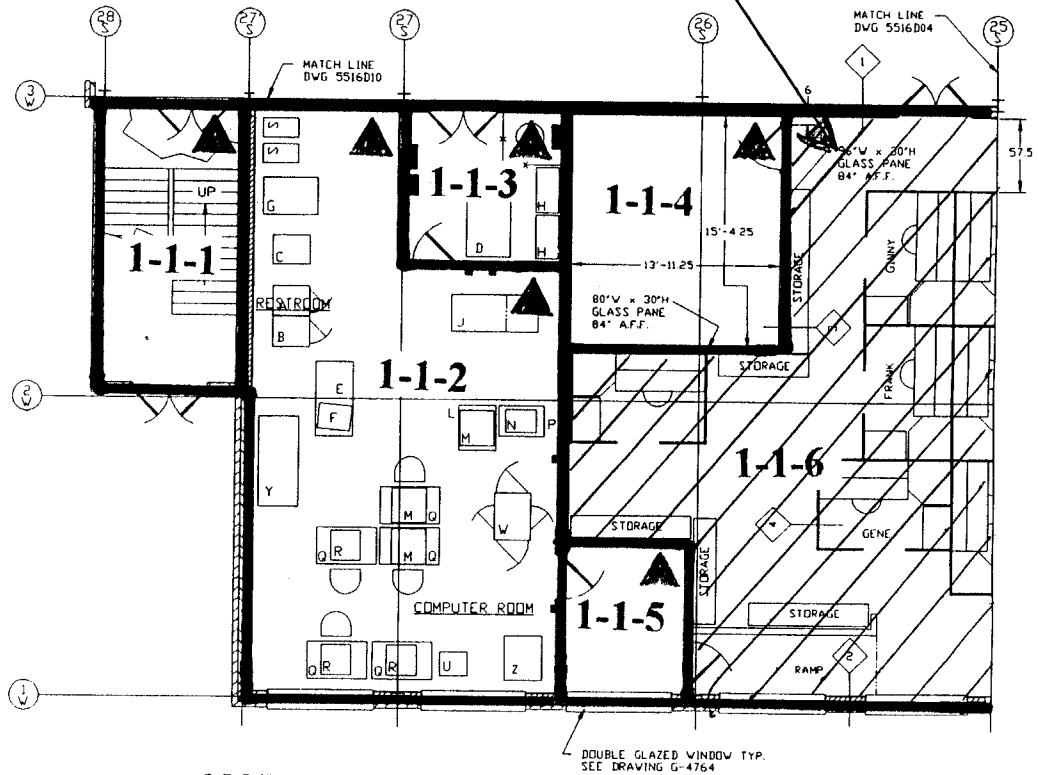 28
S
27
S
27
S
26
S
25
S
MATCH LINE
DWG 5516D04
MATCH LINE
DWG 5516D10
3
W
1
6
36"W x 30"H
GLASS PANE
84" A.F.F.
57.5
S
S
G
C
UP
1-1-1
RESTROOM
A
B
1-1-3
H
H
D
1-1-4
15'-4.25
13'-11.25
STORAGE
GINNY
80"W x 30"H
GLASS PANE
84" A.F.F.
3
J
STORAGE
FRANK
1-1-2
2
W
E
F
L
M
N
P
Y
1-1-6
M
Q
W
STORAGE
4
GENE
Q
R
M
Q
STORAGE
COMPUTER ROOM
1-1-5
STORAGE
Q
R
Q
R
U
Z
RAMP
2
1
W
DOUBLE GLAZED WINDOW TYP.
SEE DRAWING G-4764